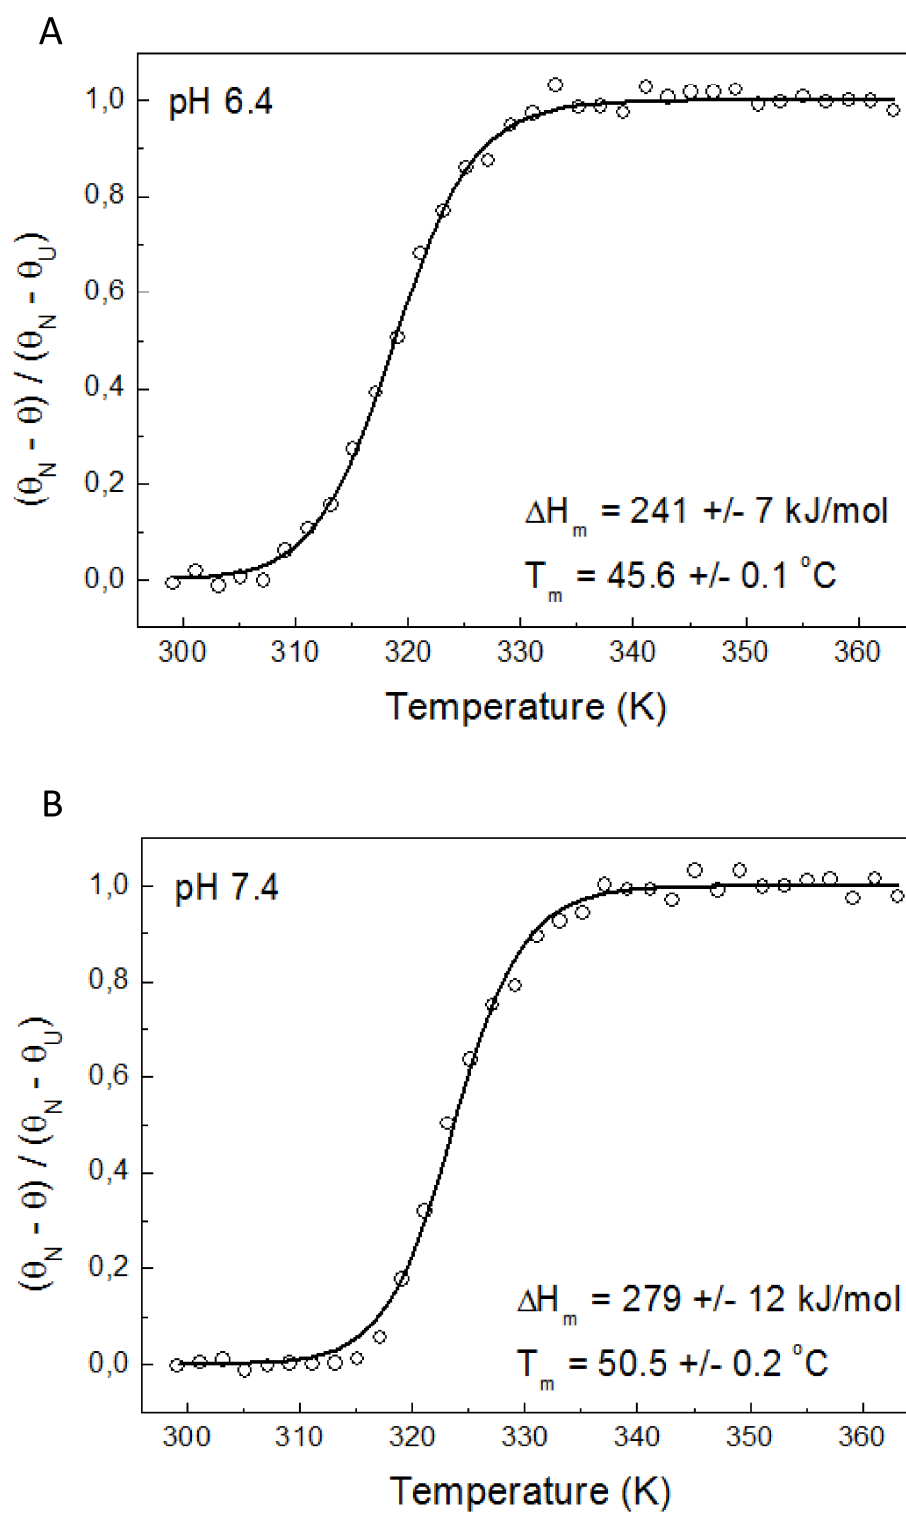 A
pH 6.4
1,0
0,8
0,6
0,4
0,2
0,0
(θN - θ) / (θN - θU)
ΔHm = 241 +/- 7 kJ/mol
Tm = 45.6 +/- 0.1 °C
300 310 320 330 340 350 360
Temperature (K)
B
pH 7.4
1,0
0,8
0,6
0,4
0,2
0,0
(θN - θ) / (θN - θU)
ΔHm = 279 +/- 12 kJ/mol
Tm = 50.5 +/- 0.2 °C
300 310 320 330 340 350 360
Temperature (K)